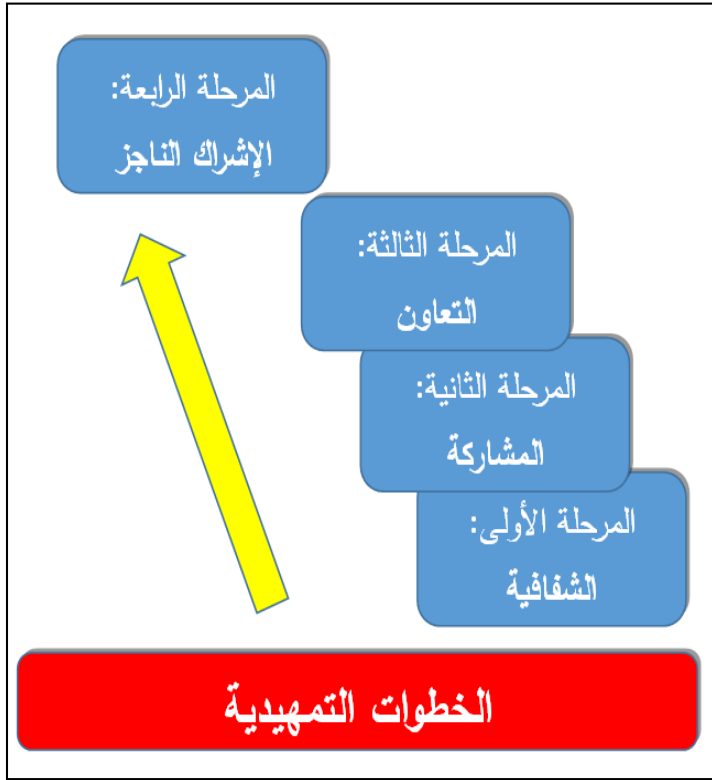 المرحلة الرابعة:
الإشراك الناجز
المرحلة الثالثة:
التعاون
المرحلة الثانية:
المشاركة
المرحلة الأولى:
الشفافية
الخطوات التمهيدية